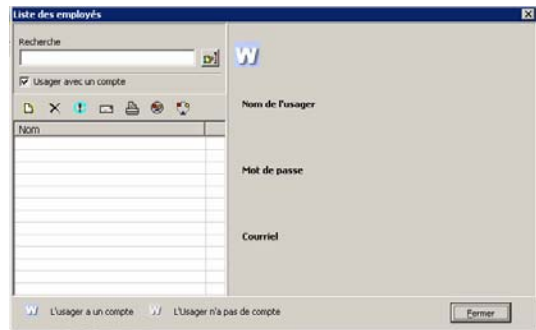 Liste des employés
Recherche
Usager avec un compte
Nom
W
Nom de l'usager
Mot de passe
Courriel
W L'usager a un compte W L'Usager n'a pas de compte
Fermer